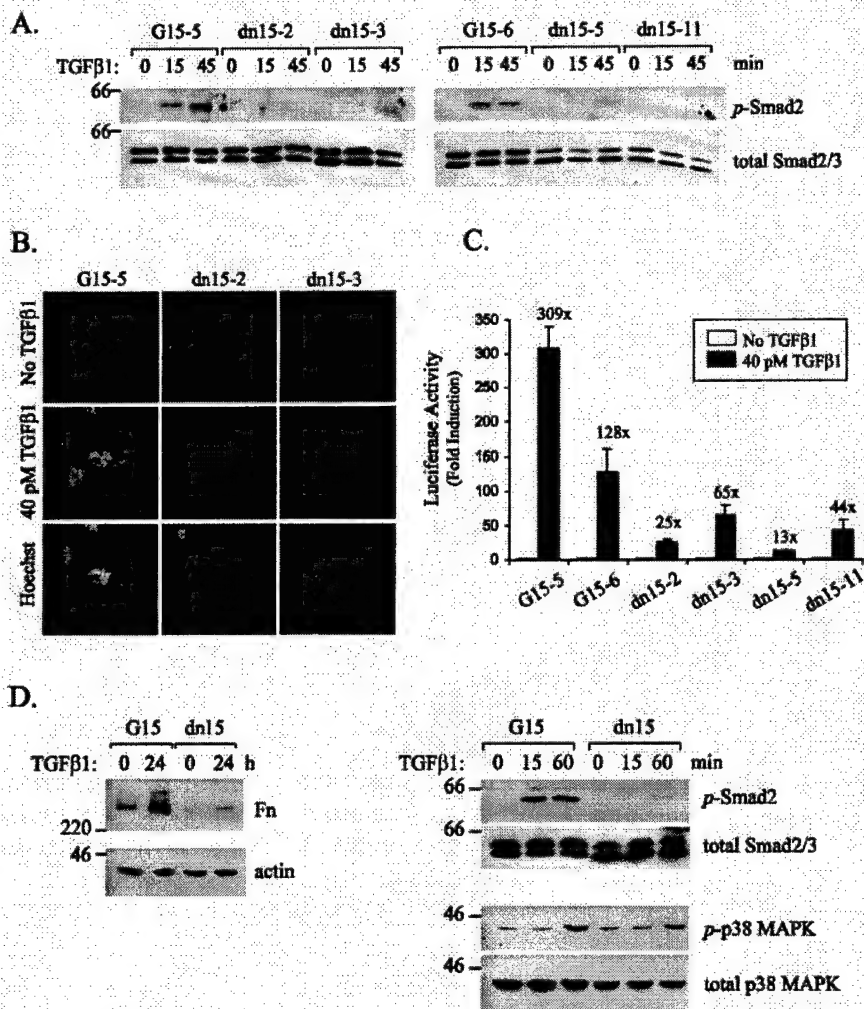 A.
G15-5 dn15-2 dn15-3 G15-6 dn15-5 dn15-11
TGFβ1: 0 15 45 0 15 45 0 15 45 0 15 45 0 15 45 0 15 45 min
66
p-Smad2
66
total Smad2/3
B.
G15-5 dn15-2 dn15-3
No TGFβ1
40 pM TGFβ1
Hoechst
C.
Luciferase Activity
(Fold Induction)
350
300
250
200
150
100
50
0
309x
128x
25x
65x
13x
44x
No TGFβ1
40 pM TGFβ1
G15-5 G15-6 dn15-2 dn15-3 dn15-5 dn15-11
D.
G15 dn15
TGFβ1: 0 24 0 24 h
Fn
220
46
actin
G15 dn15
TGFβ1: 0 15 60 0 15 60 min
66
p-Smad2
66
total Smad2/3
46
p-p38 MAPK
46
total p38 MAPK